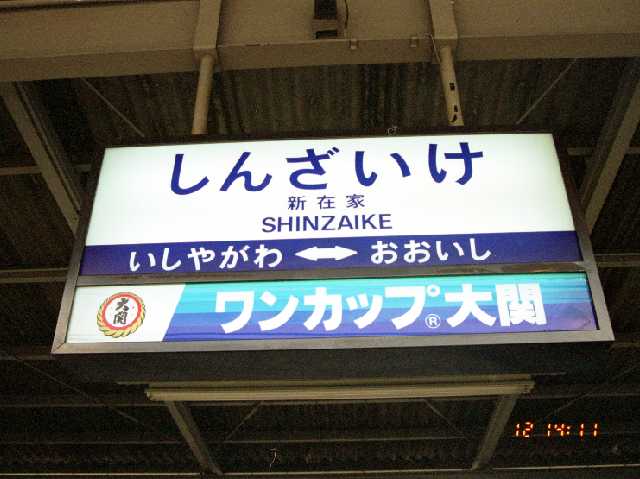 しんざいけ
新在家
SHINZAIKE
いしやがわ ⟷ おおいし
大関 ワンカップ®大関
12 14:11